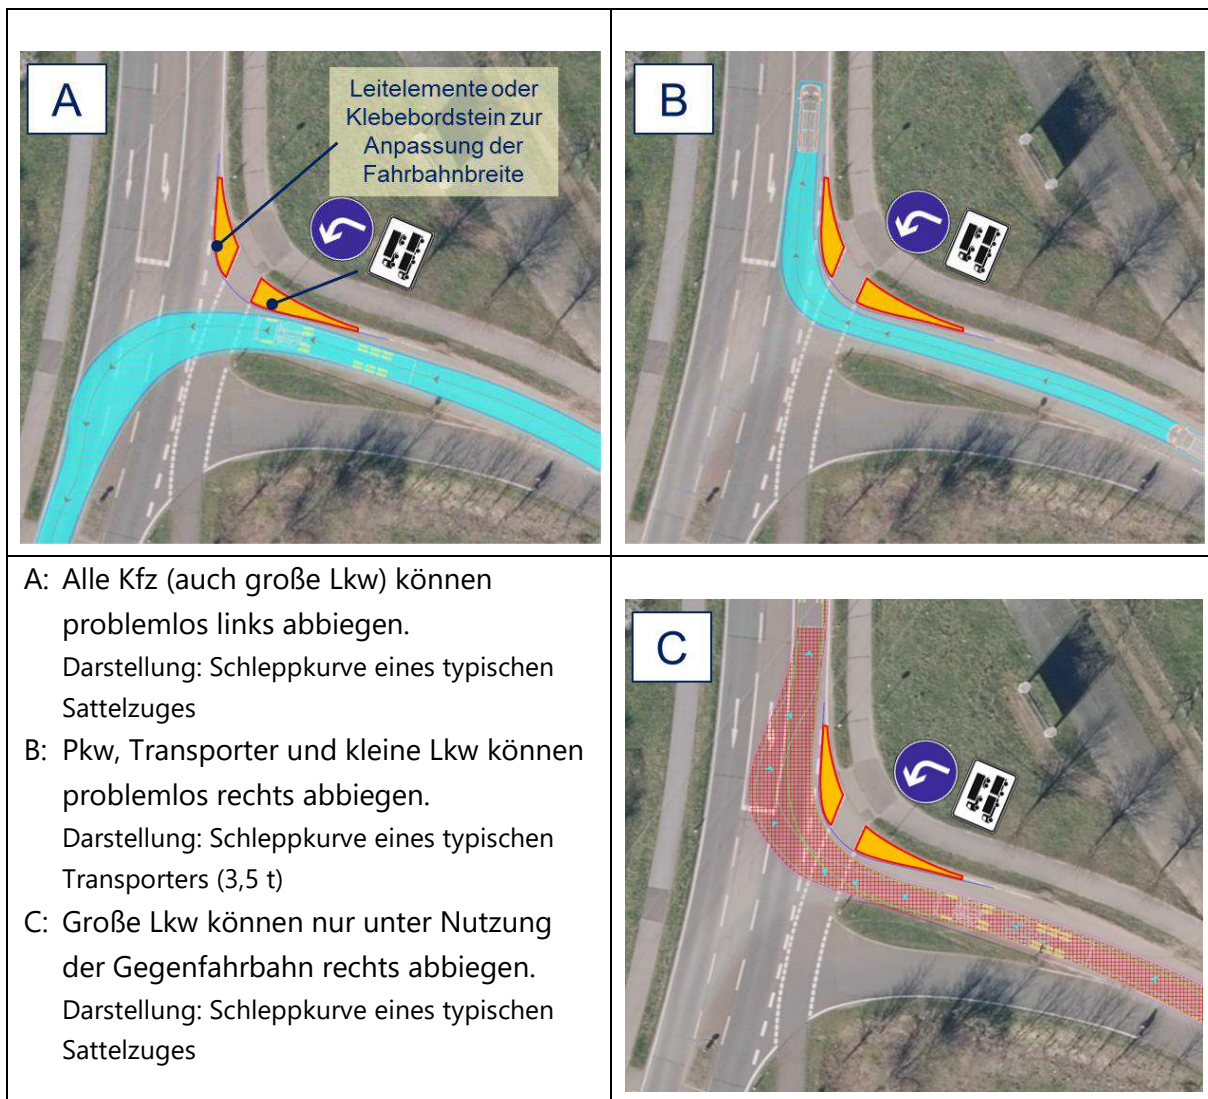 A
Leitelemente oder
Klebebordstein zur
Anpassung der
Fahrbahnbreite
B
A: Alle Kfz (auch große Lkw) können
problemlos links abbiegen.
Darstellung: Schleppkurve eines typischen
Sattelzuges
B: Pkw, Transporter und kleine Lkw können
problemlos rechts abbiegen.
Darstellung: Schleppkurve eines typischen
Transporters (3,5 t)
C: Große Lkw können nur unter Nutzung
der Gegenfahrbahn rechts abbiegen.
Darstellung: Schleppkurve eines typischen
Sattelzuges
C